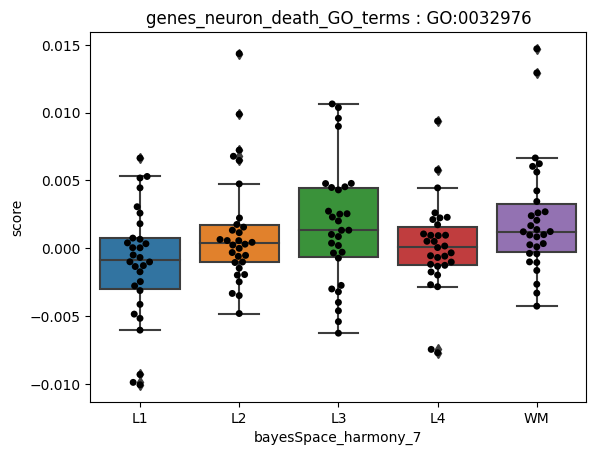 genes_neuron_death_GO_terms : GO:0032976
0.015
0.010
0.005
0.000
−0.005
−0.010
score
L1 L2 L3 L4 WM
bayesSpace_harmony_7